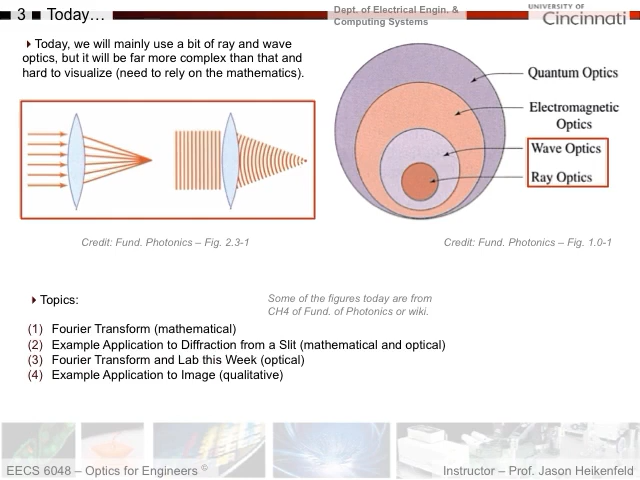 3 ■ Today…
Dept. of Electrical Engin. &
Computing Systems
UNIVERSITY OF
Cincinnati
Today, we will mainly use a bit of ray and wave
optics, but it will be far more complex than that and
hard to visualize (need to rely on the mathematics).
Quantum Optics
Electromagnetic
Optics
Wave Optics
Ray Optics
Credit: Fund. Photonics – Fig. 2.3-1
Credit: Fund. Photonics – Fig. 1.0-1
Topics:
Some of the figures today are from
CH4 of Fund. of Photonics or wiki.
(1) Fourier Transform (mathematical)
(2) Example Application to Diffraction from a Slit (mathematical and optical)
(3) Fourier Transform and Lab this Week (optical)
(4) Example Application to Image (qualitative)
EECS 6048 – Optics for Engineers ©
Instructor – Prof. Jason Heikenfeld